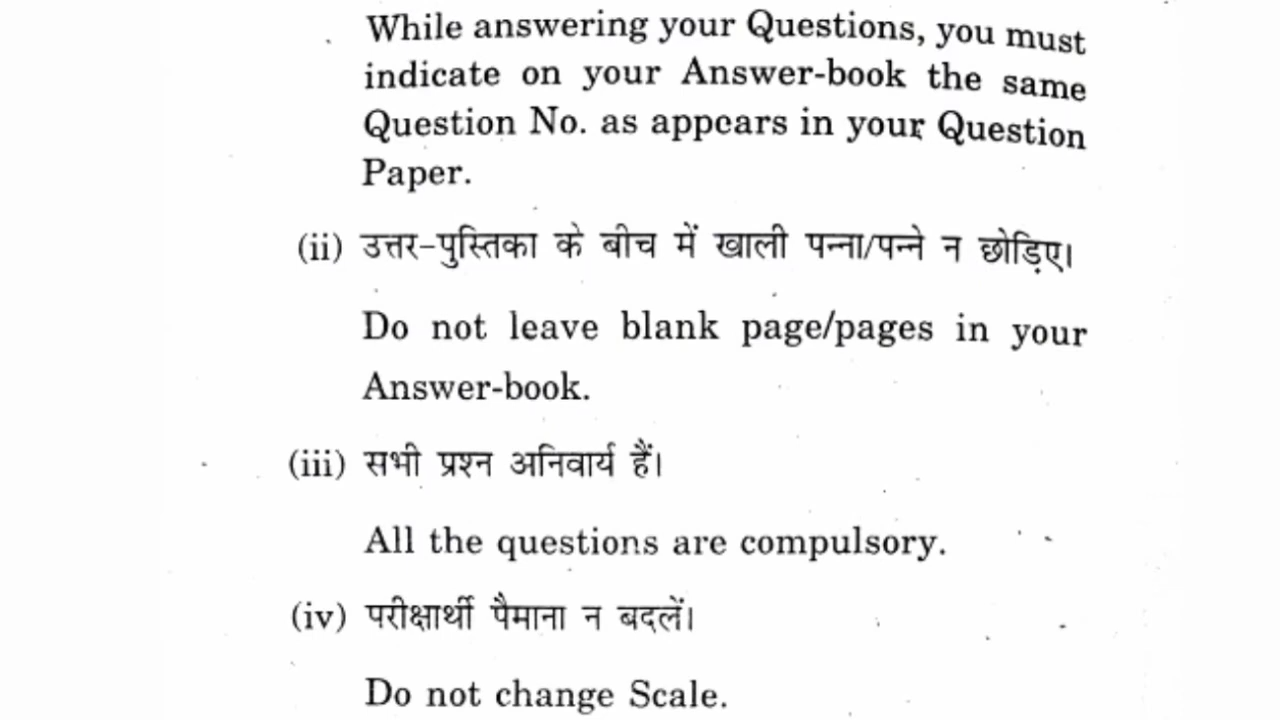 While answering your Questions, you must
indicate on your Answer-book the same
Question No. as appears in your Question
Paper.
(ii) उत्तर-पुस्तिका के बीच में खाली पन्ना/पन्ने न छोड़िए।
Do not leave blank page/pages in your
Answer-book.
(iii) सभी प्रश्न अनिवार्य हैं।
All the questions are compulsory.
(iv) परीक्षार्थी पैमाना न बदलें।
Do not change Scale.